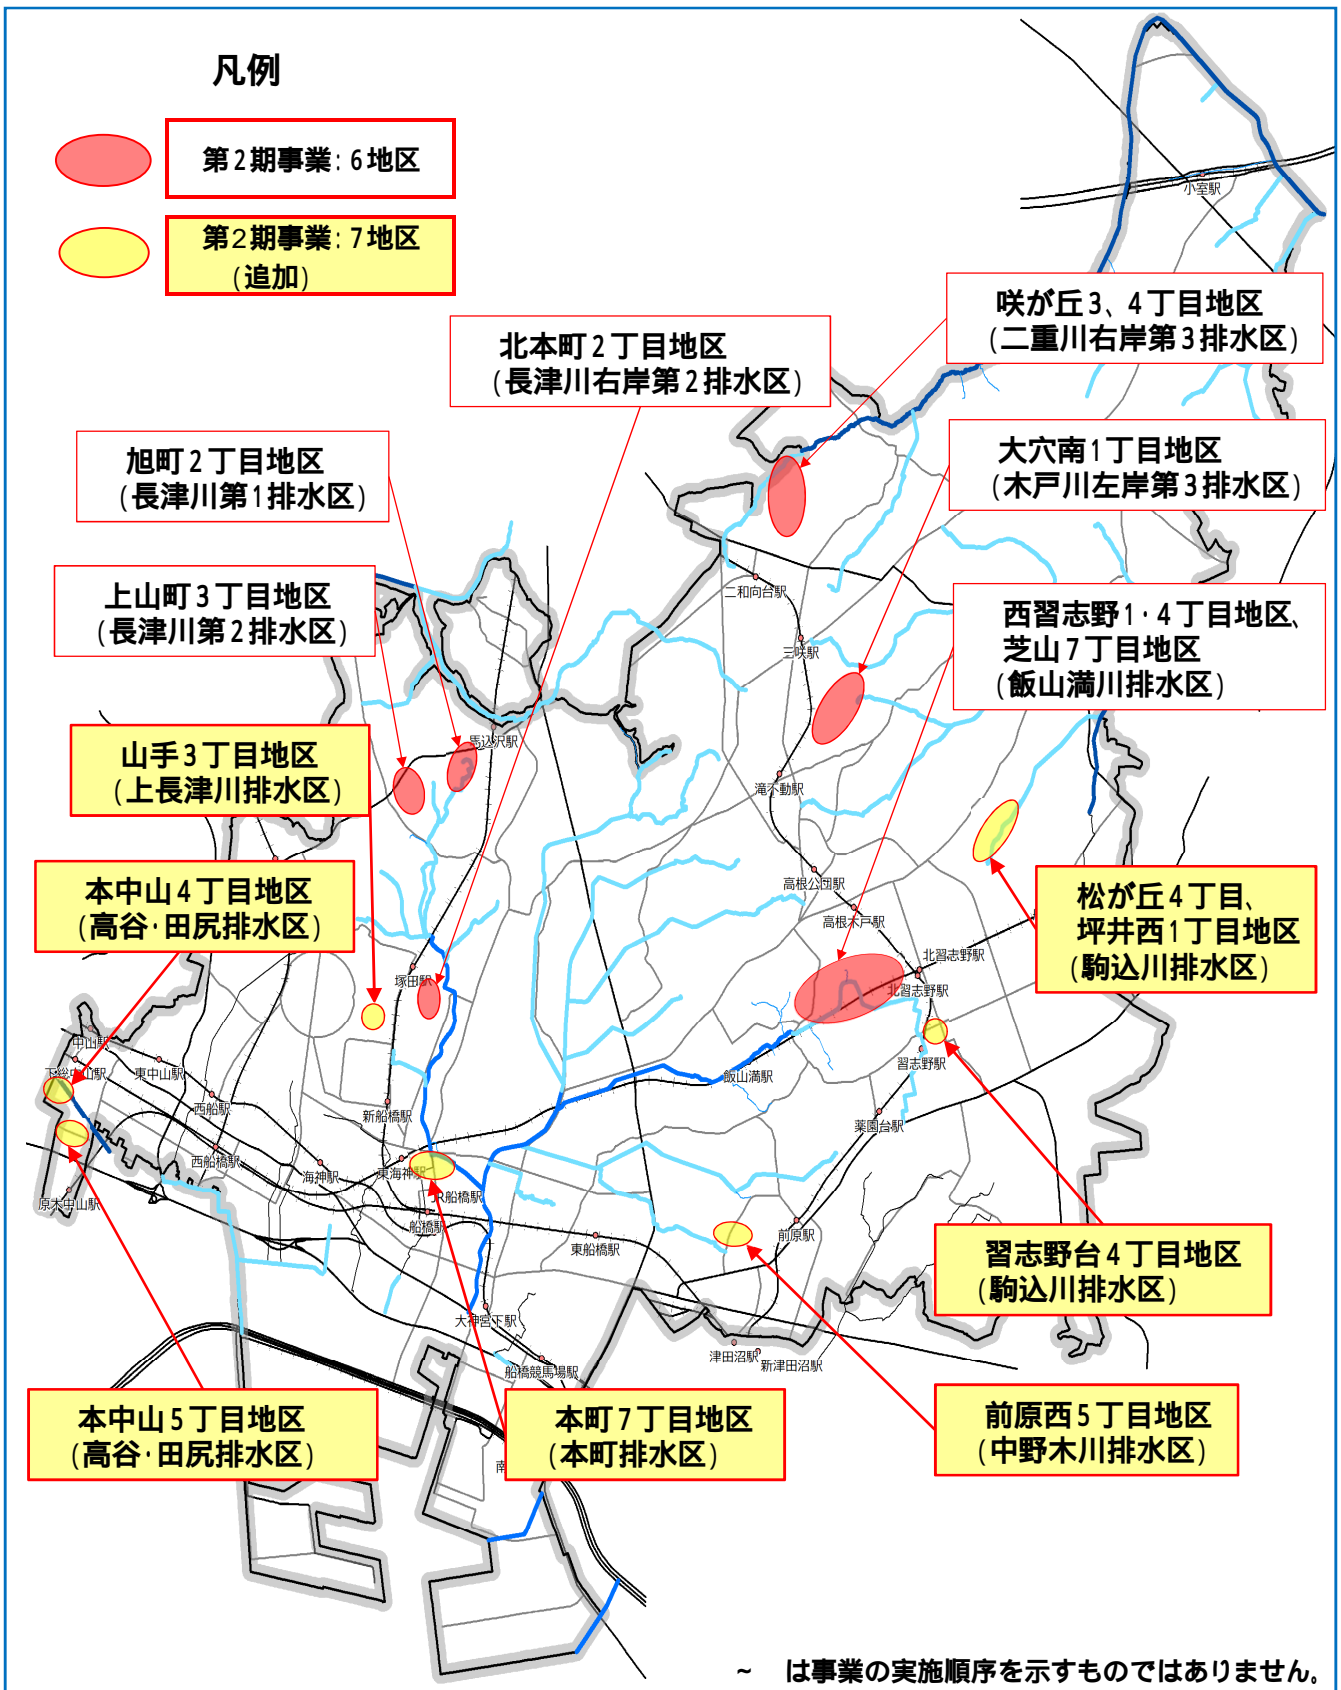 凡例
第2期事業:6地区
第2期事業:7地区
(追加)
小室駅
咲が丘3、4丁目地区
(二重川右岸第3排水区)
北本町2丁目地区
(長津川右岸第2排水区)
旭町2丁目地区
(長津川第1排水区)
大穴南1丁目地区
(木戸川左岸第3排水区)
上山町3丁目地区
(長津川第2排水区)
西習志野1・4丁目地区、
芝山7丁目地区
(飯山満川排水区)
二和向台駅
三咲駅
山手3丁目地区
(上長津川排水区)
馬込沢駅
滝不動駅
本中山4丁目地区
(高谷・田尻排水区)
高根公団駅
高根木戸駅
松が丘4丁目、
坪井西1丁目地区
(駒込川排水区)
北習志野駅
北習志野駅
塚田駅
中山駅
下総中山駅
東中山駅
西船駅
新船橋駅
飯山満駅
習志野駅
薬園台駅
西船橋駅
海神駅
東海神駅
JR船橋駅
船橋駅
原木中山駅
東船橋駅
前原駅
習志野台4丁目地区
(駒込川排水区)
大神宮下駅
船橋競馬場駅
津田沼駅
新津田沼駅
本中山5丁目地区
(高谷・田尻排水区)
本町7丁目地区
(本町排水区)
前原西5丁目地区
(中野木川排水区)
南
~ は事業の実施順序を示すものではありません。